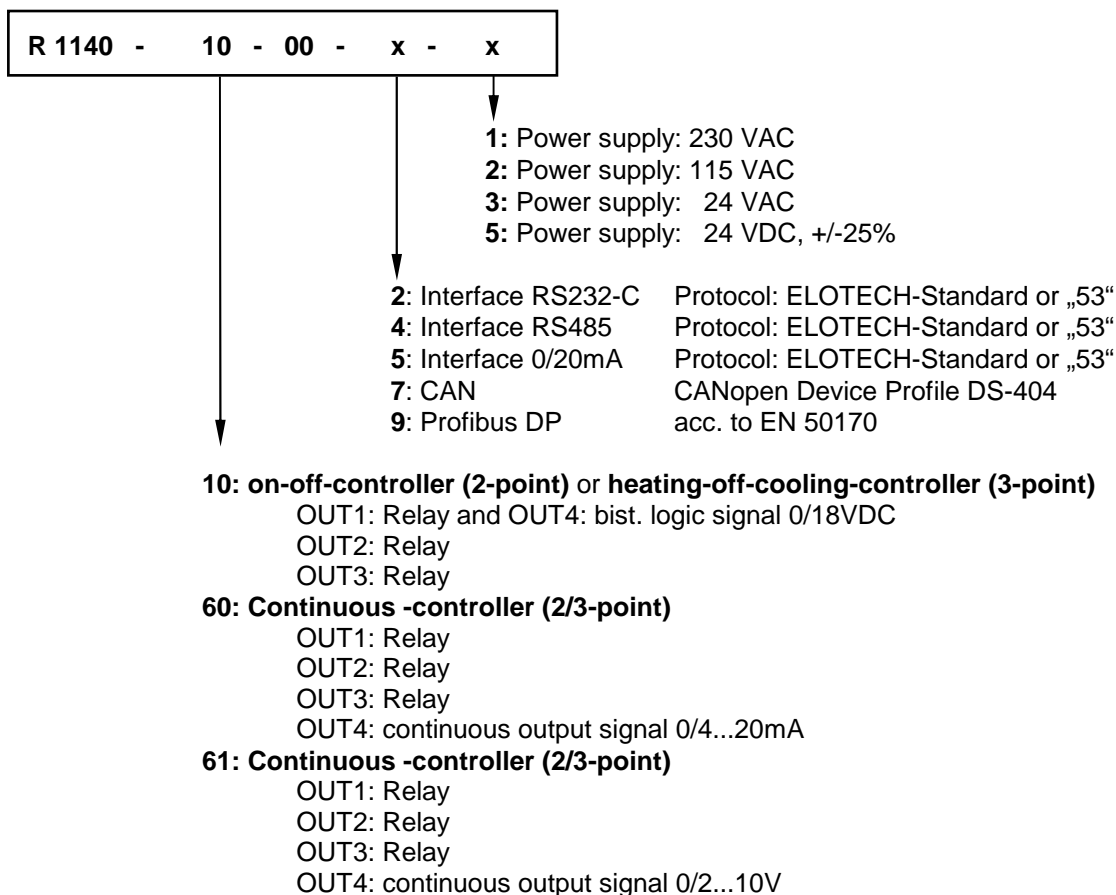 R 1140 - 10 - 00 - x - x
1: Power supply: 230 VAC
2: Power supply: 115 VAC
3: Power supply: 24 VAC
5: Power supply: 24 VDC, +/-25%
2: Interface RS232-C Protocol: ELOTECH-Standard or „53“
4: Interface RS485 Protocol: ELOTECH-Standard or „53“
5: Interface 0/20mA Protocol: ELOTECH-Standard or „53“
7: CAN CANopen Device Profile DS-404
9: Profibus DP acc. to EN 50170
10: on-off-controller (2-point) or heating-off-cooling-controller (3-point)
OUT1: Relay and OUT4: bist. logic signal 0/18VDC
OUT2: Relay
OUT3: Relay
60: Continuous -controller (2/3-point)
OUT1: Relay
OUT2: Relay
OUT3: Relay
OUT4: continuous output signal 0/4...20mA
61: Continuous -controller (2/3-point)
OUT1: Relay
OUT2: Relay
OUT3: Relay
OUT4: continuous output signal 0/2...10V